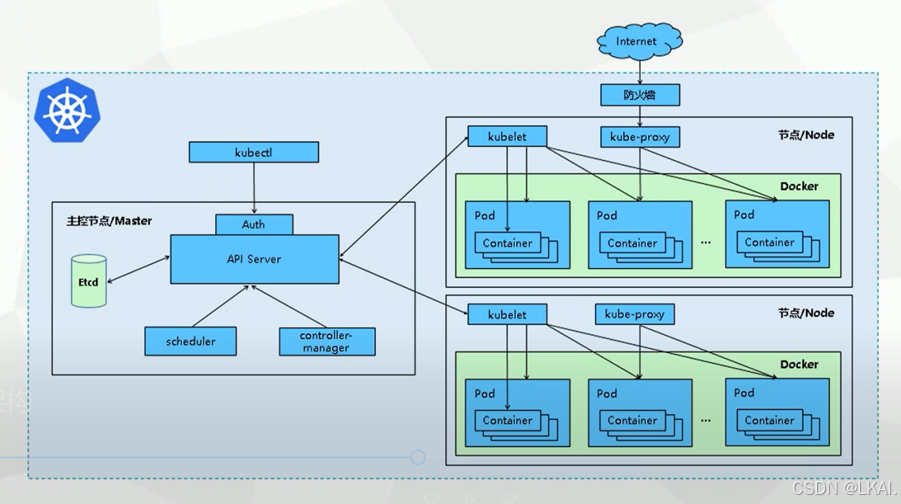 Internet
防火墙
kubectl
主控节点/Master
Auth
API Server
Etcd
scheduler
controller-
manager
kubelet
kube-proxy
节点/Node
Docker
Pod
Pod
Pod
Container
Container
...
Container
kubelet
kube-proxy
节点/Node
Docker
Pod
Pod
Pod
Container
Container
...
Container
CSDN @LKAI.